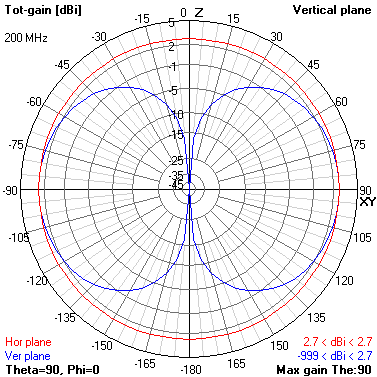 Tot-gain [dBi]
Vertical plane
200 MHz
0 Z
-15 15
-30 30
-45 45
-60 60
-75 75
-90 90
XY
-105 105
-120 120
-135 135
-150 150
-165 165
-180
5
2
-1
-5
-10
-15
-25
-35
-45
Hor plane
2.7 < dBi < 2.7
Ver plane
-999 < dBi < 2.7
Theta=90, Phi=0
Max gain The:90